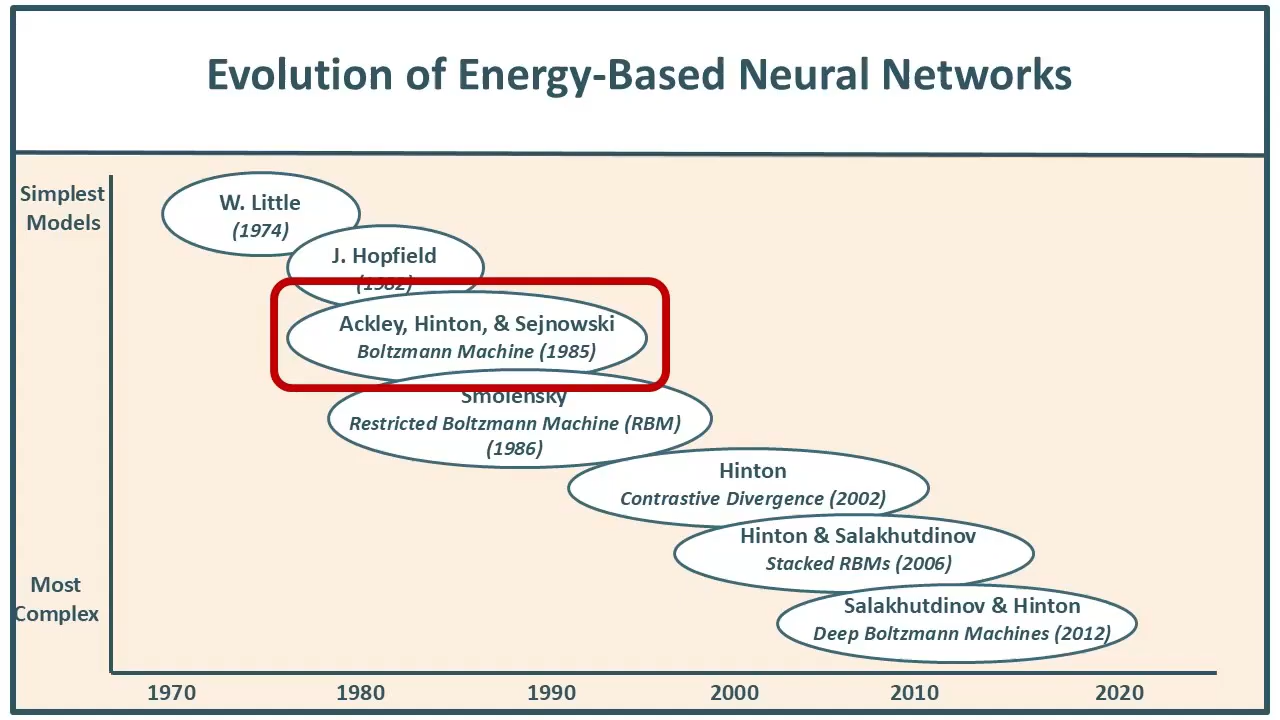 Evolution of Energy-Based Neural Networks
Simplest
Models
W. Little
(1974)
J. Hopfield
(1982)
Ackley, Hinton, & Sejnowski
Boltzmann Machine (1985)
Smolensky
Restricted Boltzmann Machine (RBM)
(1986)
Hinton
Contrastive Divergence (2002)
Hinton & Salakhutdinov
Stacked RBMs (2006)
Most
Complex
Salakhutdinov & Hinton
Deep Boltzmann Machines (2012)
1970 1980 1990 2000 2010 2020